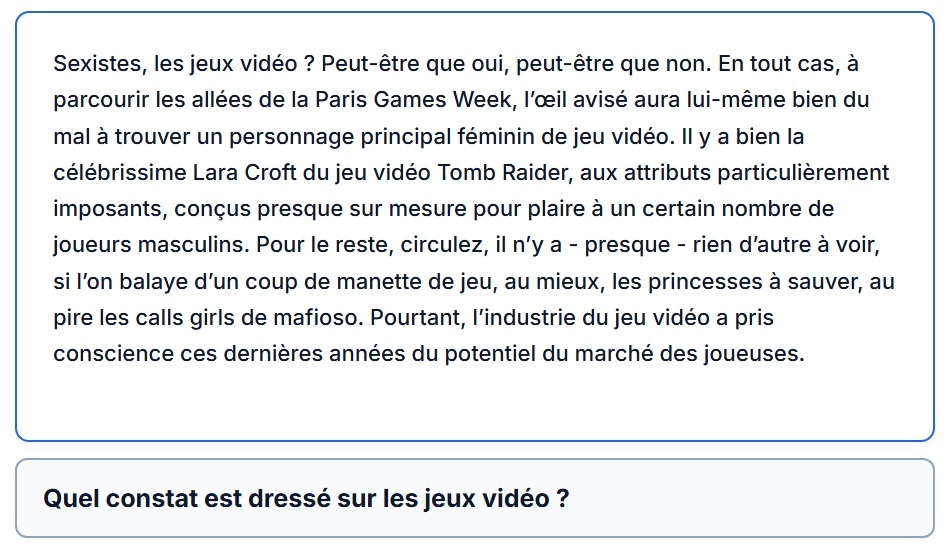 Sexistes, les jeux vidéo ? Peut-être que oui, peut-être que non. En tout cas, à
parcourir les allées de la Paris Games Week, l’œil avisé aura lui-même bien du
mal à trouver un personnage principal féminin de jeu vidéo. Il y a bien la
célébrissime Lara Croft du jeu vidéo Tomb Raider, aux attributs particulièrement
imposants, conçus presque sur mesure pour plaire à un certain nombre de
joueurs masculins. Pour le reste, circulez, il n’y a - presque - rien d’autre à voir,
si l’on balaye d’un coup de manette de jeu, au mieux, les princesses à sauver, au
pire les calls girls de mafioso. Pourtant, l’industrie du jeu vidéo a pris
conscience ces dernières années du potentiel du marché des joueuses.
Quel constat est dressé sur les jeux vidéo ?